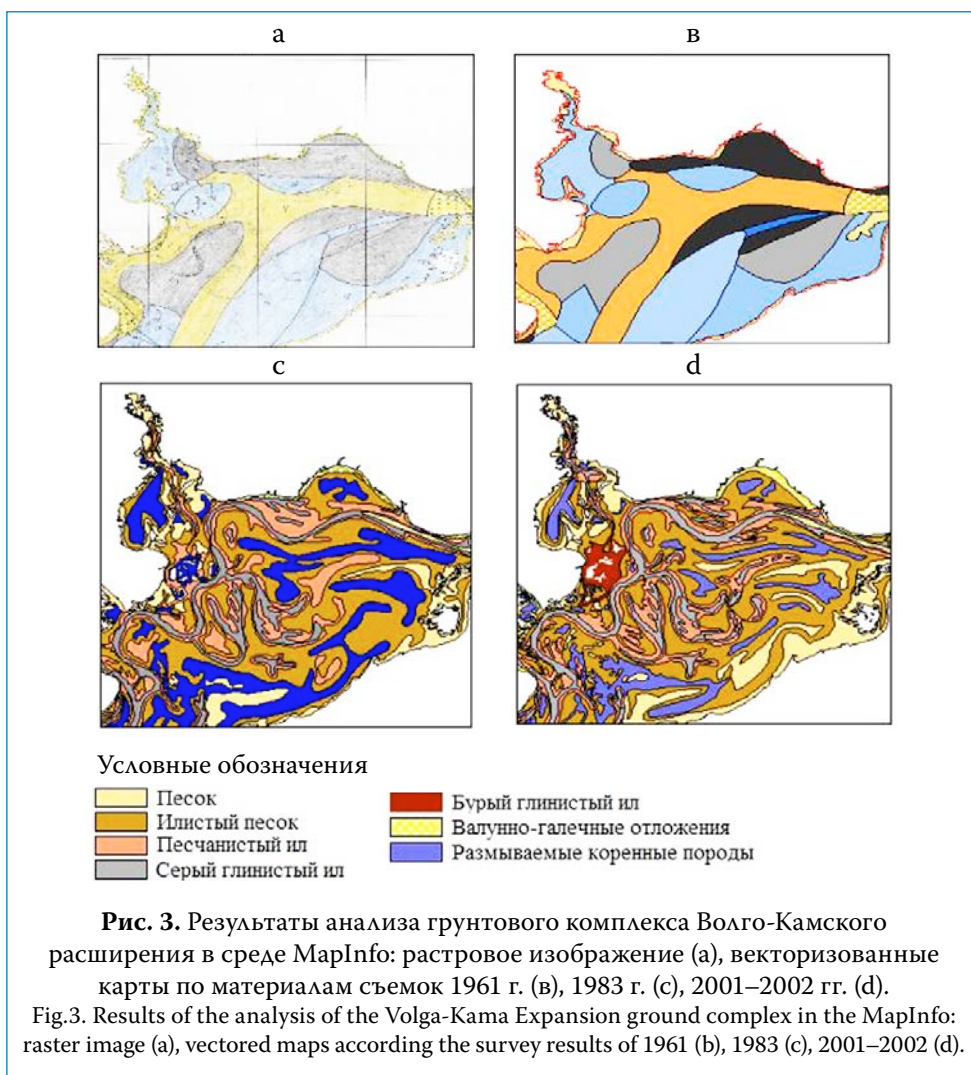 а
в
с
d
Условные обозначения
Песок
Илистый песок
Песчанистый ил
Серый глинистый ил
Бурый глинистый ил
Валунно-галечные отложения
Размываемые коренные породы
Рис. 3. Результаты анализа грунтового комплекса Волго-Камского
расширения в среде MapInfo: растровое изображение (а), векторизованные
карты по материалам съемок 1961 г. (в), 1983 г. (с), 2001–2002 гг. (d).
Fig.3. Results of the analysis of the Volga-Kama Expansion ground complex in the MapInfo:
raster image (a), vectored maps according the survey results of 1961 (b), 1983 (c), 2001–2002 (d).